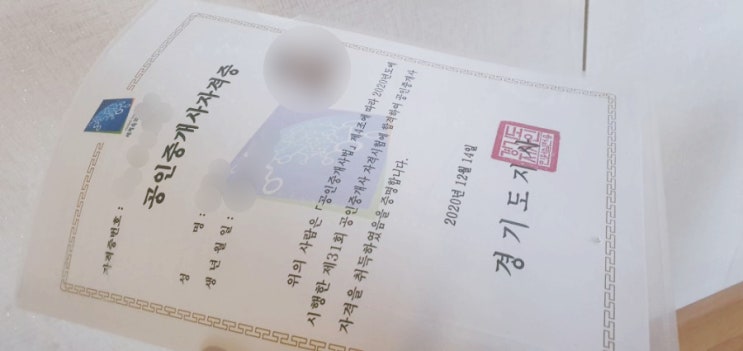 공인중개사자격증
자격증번호 :
성 명 :
생년월일 :
위의 사람은 「공인중개사법」 제4조에 따라 2020년도에
시행한 제31회 공인중개사 자격시험에 합격하여 공인중개사
자격을 취득하였음을 증명합니다.
2020년 12월 14일
경기도지사